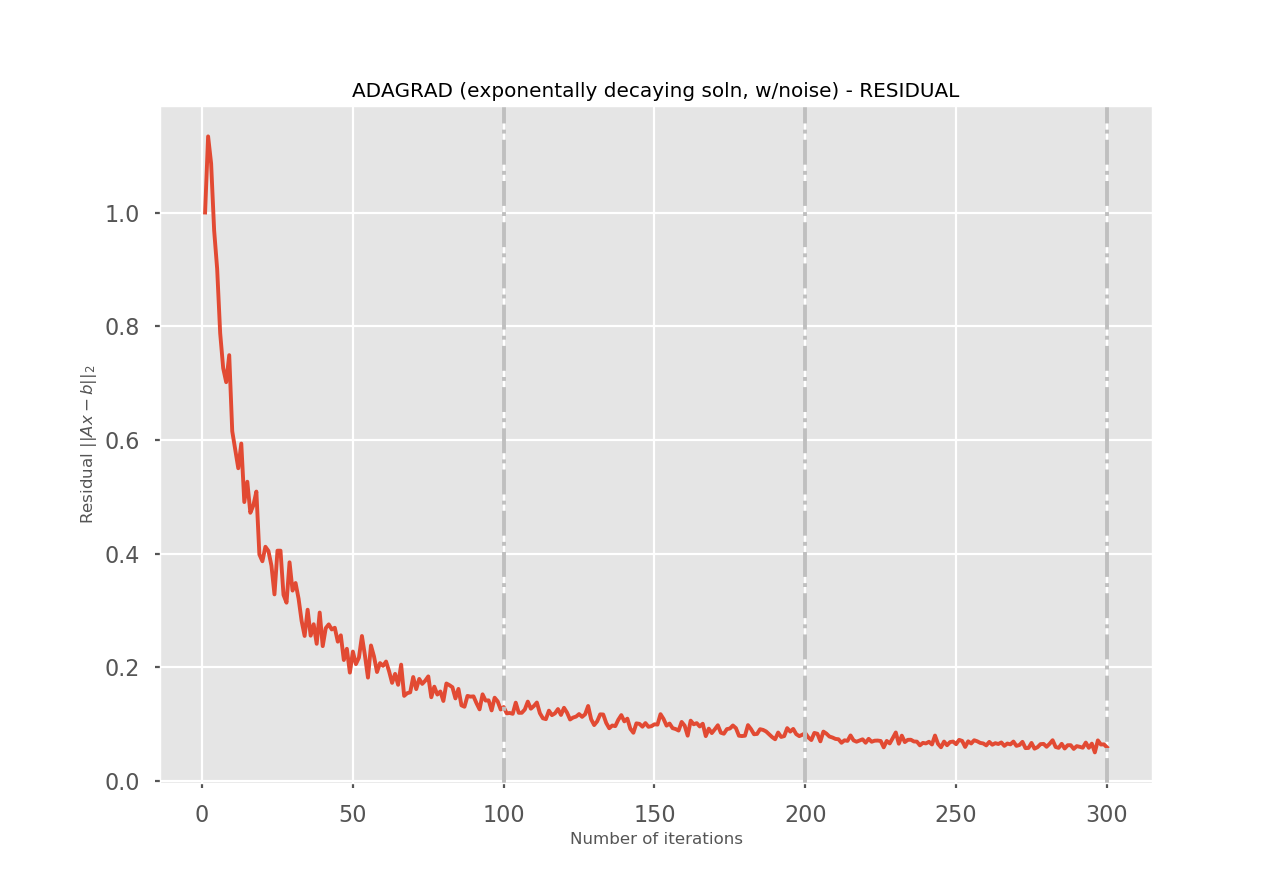 ADAGRAD (exponentially decaying soln, w/noise) - RESIDUAL
Residual ||Ax − b||₂
1.0
0.8
0.6
0.4
0.2
0.0
0 50 100 150 200 250 300
Number of iterations